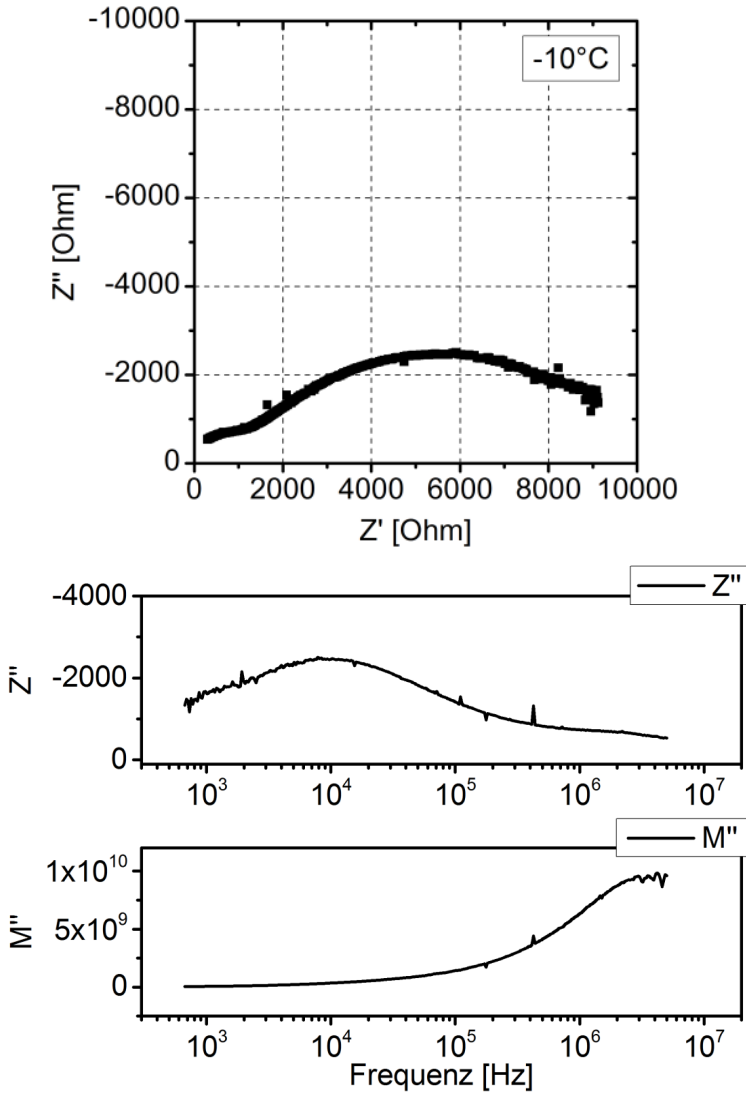 -10000
-10°C
-8000
-6000
Z" [Ohm]
-4000
-2000
0
0 2000 4000 6000 8000 10000
Z' [Ohm]
Z"
-4000
Z"
-2000
0
10³ 10⁴ 10⁵ 10⁶ 10⁷
M"
1x10¹⁰
M"
5x10⁹
0
10³ 10⁴ 10⁵ 10⁶ 10⁷
Frequenz [Hz]